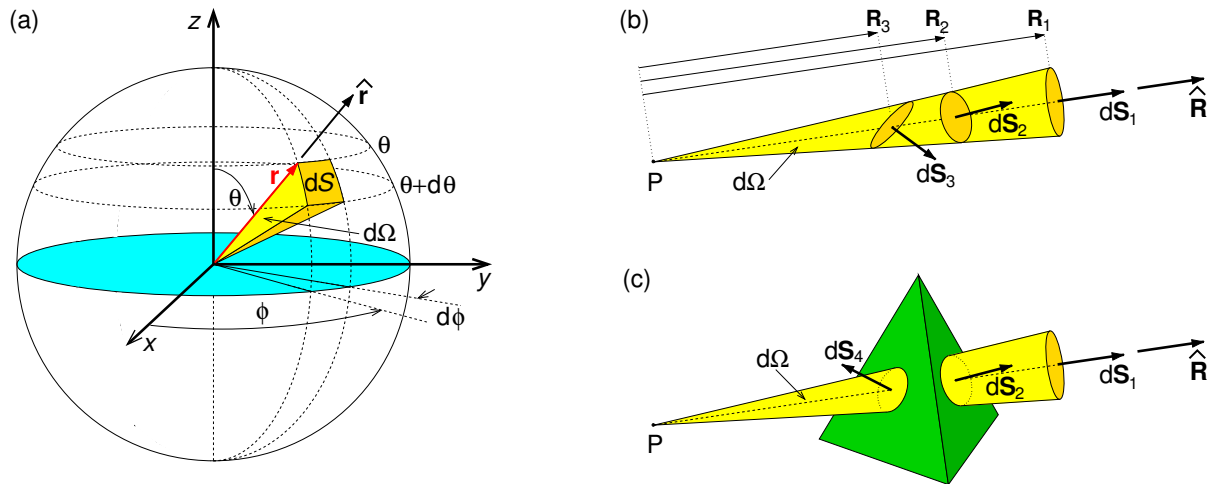 (a)
z
r̂
θ
r
dS
θ+dθ
θ
dΩ
y
ϕ
dϕ
x
(b)
R₃ R₂ R₁
R̂
dS₂ dS₁
P
dΩ
dS₃
(c)
dS₄
dΩ
dS₂ dS₁ R̂
P